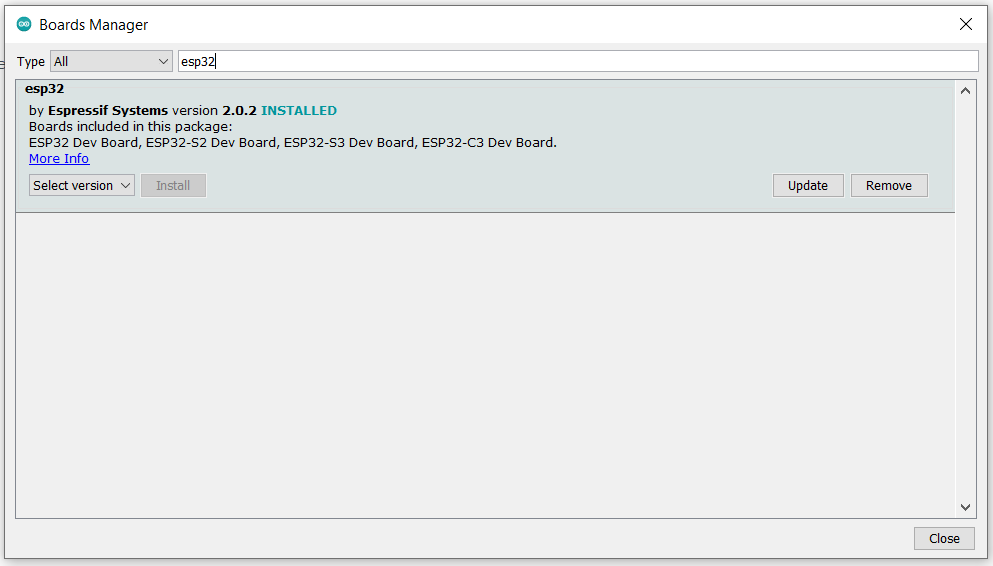 Boards Manager
Type All esp32
esp32
by Espressif Systems version 2.0.2 INSTALLED
Boards included in this package:
ESP32 Dev Board, ESP32-S2 Dev Board, ESP32-S3 Dev Board, ESP32-C3 Dev Board.
More Info
Select version Install Update Remove
Close